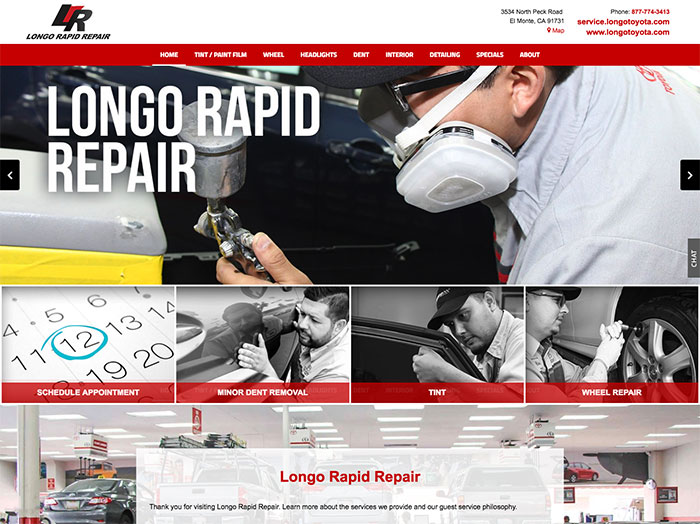 LONGO RAPID REPAIR
3534 North Peck Road
El Monte, CA 91731
Map
Phone: 877-774-3413
service.longotoyota.com
www.longotoyota.com
HOME TINT / PAINT FILM WHEEL HEADLIGHTS DENT INTERIOR DETAILING SPECIALS ABOUT
LONGO RAPID
REPAIR
CHAT
4 5 6
11 12 13
18 19 20
SCHEDULE APPOINTMENT
MINOR DENT REMOVAL
TINT
WHEEL REPAIR
Longo Rapid Repair
Thank you for visiting Longo Rapid Repair. Learn more about the services we provide and our guest service philosophy.